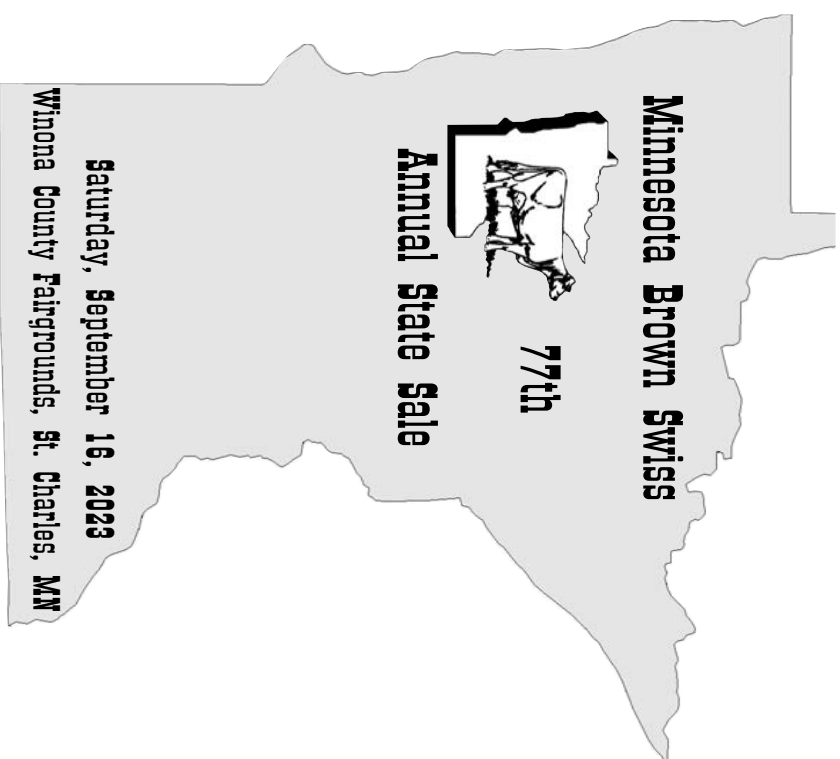 Minnesota Brown Swiss
77th
Annual State Sale
Saturday, September 16, 2023
Winona County Fairgrounds, St. Charles, MN